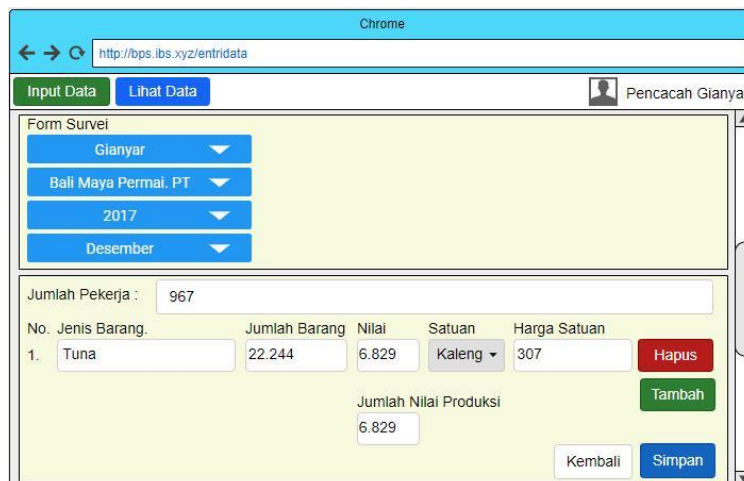 Chrome
http://bps.ibs.xyz/entridata
Input Data Lihat Data Pencacah Gianya
Form Survei
Gianyar
Bali Maya Permai. PT
2017
Desember
Jumlah Pekerja : 967
No. Jenis Barang. Jumlah Barang Nilai Satuan Harga Satuan
1. Tuna 22.244 6.829 Kaleng 307 Hapus
Tambah
Jumlah Nilai Produksi
6.829
Kembali Simpan